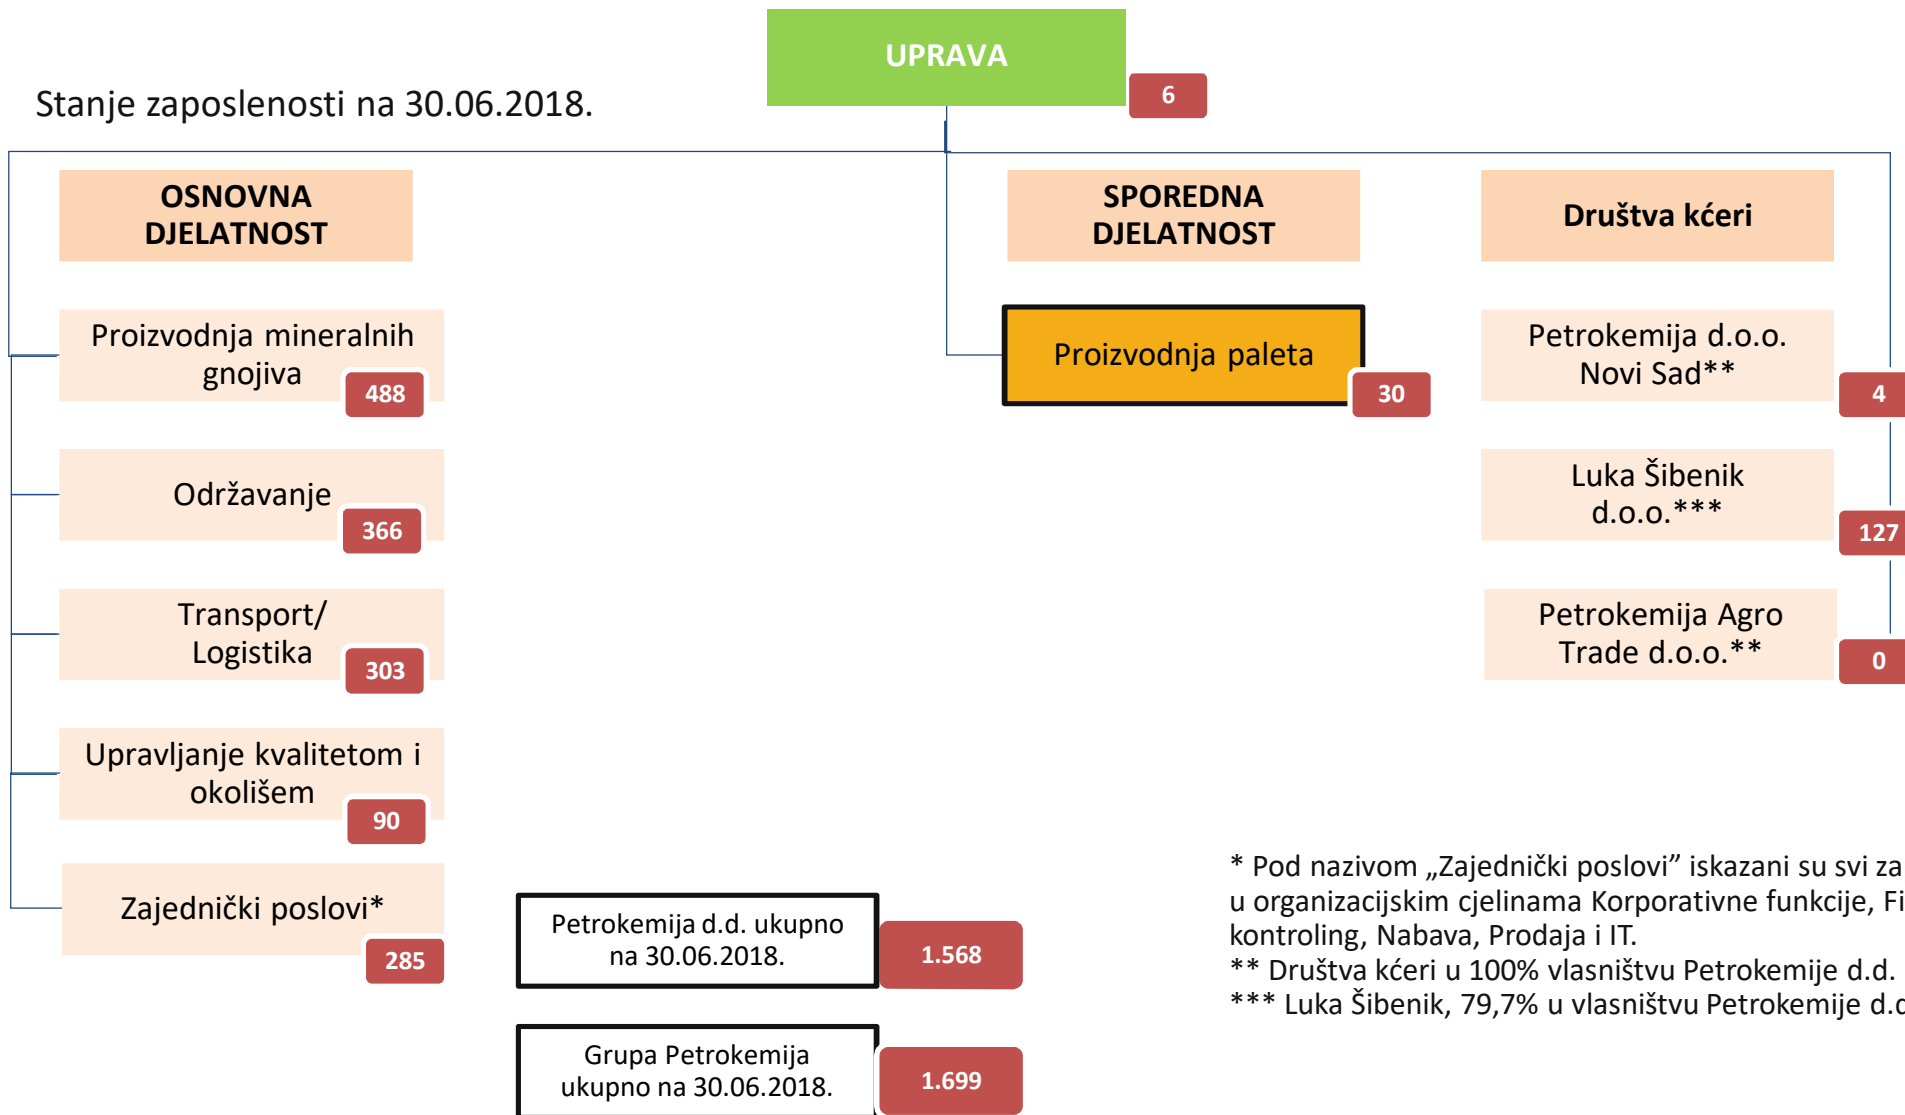 UPRAVA
6
Stanje zaposlenosti na 30.06.2018.
OSNOVNA
DJELATNOST
Proizvodnja mineralnih
gnojiva
488
Održavanje
366
Transport/
Logistika
303
Upravljanje kvalitetom i
okolišem
90
Zajednički poslovi*
285
SPOREDNA
DJELATNOST
Proizvodnja paleta
30
Društva kćeri
Petrokemija d.o.o.
Novi Sad**
4
Luka Šibenik
d.o.o.***
127
Petrokemija Agro
Trade d.o.o.**
0
Petrokemija d.d. ukupno
na 30.06.2018.
1.568
Grupa Petrokemija
ukupno na 30.06.2018.
1.699
* Pod nazivom „Zajednički poslovi” iskazani su svi
u organizacijskim cjelinama Korporativne funkcije,
kontroling, Nabava, Prodaja i IT.
** Društva kćeri u 100% vlasništvu Petrokemije d.d.
*** Luka Šibenik, 79,7% u vlasništvu Petrokemije